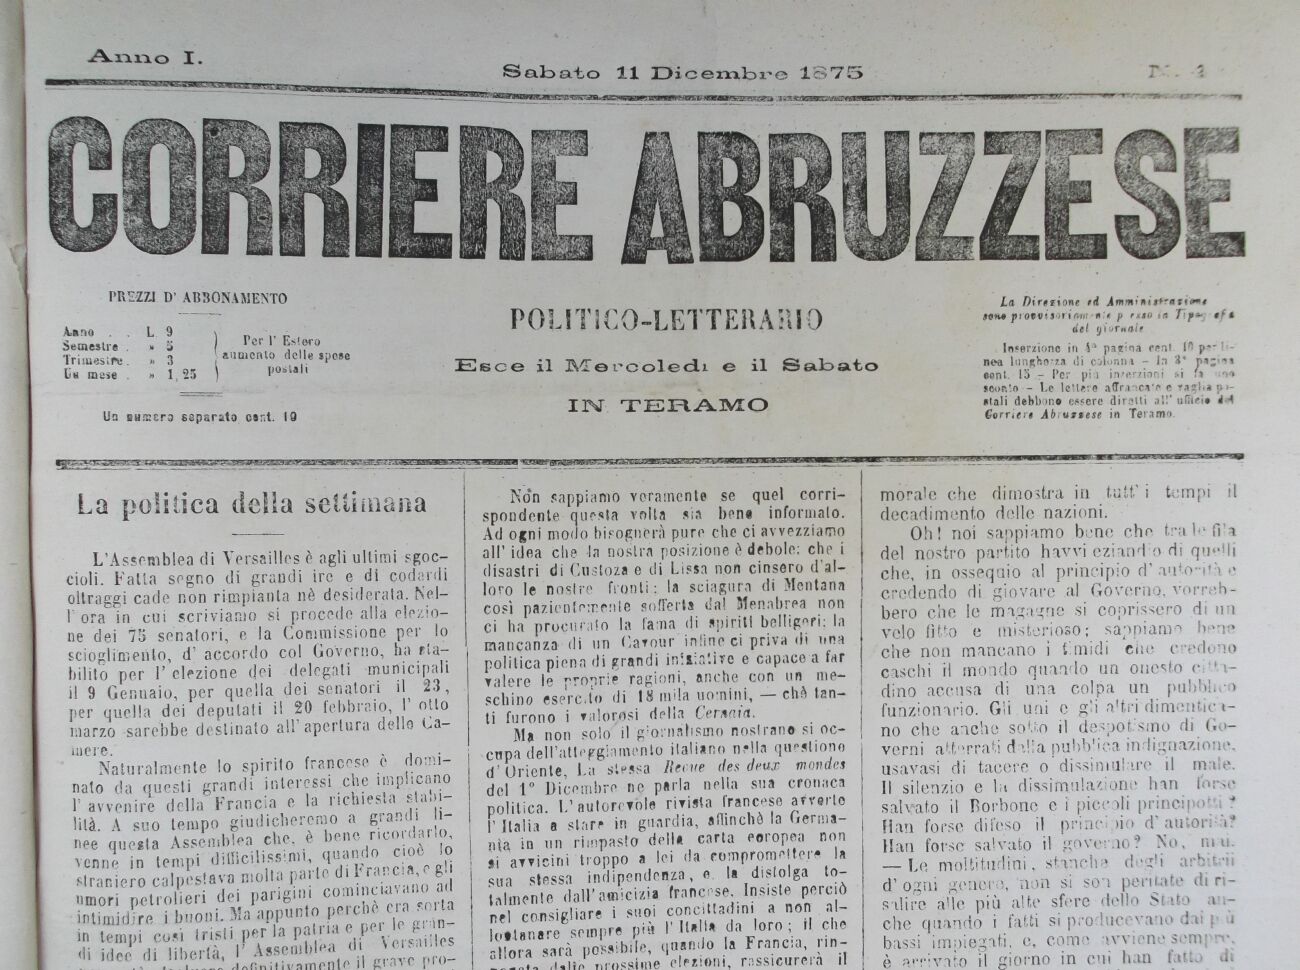 Anno I.
Sabato 11 Dicembre 1875
N. 4
CORRIERE ABRUZZESE
PREZZI D' ABBONAMENTO
Anno . . L. 9
Semestre . » 5
Trimestre . » 3
Un mese . » 1,25
Per l' Estero
aumento delle spese
postali
Un numero separato cent. 10
POLITICO-LETTERARIO
Esce il Mercoledì e il Sabato
IN TERAMO
La Direzione ed Amministrazione
sono provvisoriamente presso la Tipografia
del giornale
Inserzione in 4ª pagina cent. 10 per li-
nea lunghezza di colonna – In 3ª pagina
cent. 15 – Per più inserzioni si fa uno
sconto – Le lettere affrancate e vaglia po-
stali debbono essere diretti all' ufficio del
Corriere Abruzzese in Teramo.
La politica della settimana
L'Assemblea di Versailles è agli ultimi sgoc-
cioli. Fatta segno di grandi ire e di codardi
oltraggi cade non rimpianta nè desiderata. Nel-
l'ora in cui scriviamo si procede alla elezio-
ne dei 75 senatori, e la Commissione per lo
scioglimento, d' accordo col Governo, ha sta-
bilito per l' elezione dei delegati municipali
il 9 Gennaio, per quella dei senatori il 23,
per quella dei deputati il 20 febbraio, l' otto
marzo sarebbe destinato all'apertura delle Ca-
mere.
Naturalmente lo spirito francese è domi-
nato da questi grandi interessi che implicano
l' avvenire della Francia e la richiesta stabi-
lità. A suo tempo giudicheremo a grandi li-
nee questa Assemblea che, è bene ricordarlo,
venne in tempi difficilissimi, quando cioè lo
straniero calpestava molta parte di Francia, e gli
umori petrolieri dei parigini cominciavano ad
intimidire i buoni. Ma appunto perchè era sorta
in tempi così tristi per la patria e per le gran-
di idee di libertà, l' Assemblea di Versailles
definitivamente il grave pro-
Non sappiamo veramente se quel corri-
spondente questa volta sia bene informato.
Ad ogni modo bisognerà pure che ci avvezziamo
all' idea che la nostra posizione è debole: che i
disastri di Custoza e di Lissa non cinsero d'al-
loro le nostre fronti; la sciagura di Mentana
così pazientemente sofferta dal Menabrea non
ci ha procurato la fama di spiriti belligeri; la
mancanza di un Cavour infine ci priva di una
politica piena di grandi iniziative e capace a far
valere le proprie ragioni, anche con un me-
schino esercito di 18 mila uomini, — chè tan-
ti furono i valorosi della Cernaia.
Ma non solo il giornalismo nostrano si oc-
cupa dell'atteggiamento italiano nella questione
d' Oriente. La stessa Revue des deux mondes
del 1° Dicembre ne parla nella sua cronaca
politica. L' autorevole rivista francese avverte
l' Italia a stare in guardia, affinchè la Germa-
nia in un rimpasto della carta europea non
si avvicini troppo a lei da compromettere la
sua stessa indipendenza, e la distolga to-
talmente dall'amicizia francese. Insiste perciò
nel consigliare i suoi concittadini a non al-
lontanare sempre più l' Italia da loro; il che
allora sarà possibile, quando la Francia, rin-
dalle prossime elezioni, rassicurerà il
morale che dimostra in tutt' i tempi il
decadimento delle nazioni.
Oh! noi sappiamo bene che tra le fila
del nostro partito havvi eziandio di quelli
che, in ossequio al principio d' autorità e
credendo di giovare al Governo, vorreb-
bero che le magagne si coprissero di un
velo fitto e misterioso; sappiamo bene
che non mancano i timidi che credono
caschi il mondo quando un onesto citta-
dino accusa di una colpa un pubblico
funzionario. Gli uni e gli altri dimentica-
no che anche sotto il despotismo di Go-
verni atterrati dalla pubblica indignazione,
usavasi di tacere o dissimulare il male.
Il silenzio e la dissimulazione han forse
salvato il Borbone e i piccoli principotti?
Han forse difeso il principio d' autorità?
Han forse salvato il governo? No, mai.
— Le moltitudini, stanche degli arbitrii
d' ogni genere, non si son peritate di ri-
salire alle più alte sfere dello Stato an-
che quando i fatti si producevano dai più
bassi impiegati, e, come avviene sempre,
è arrivato il giorno in cui han fatto di